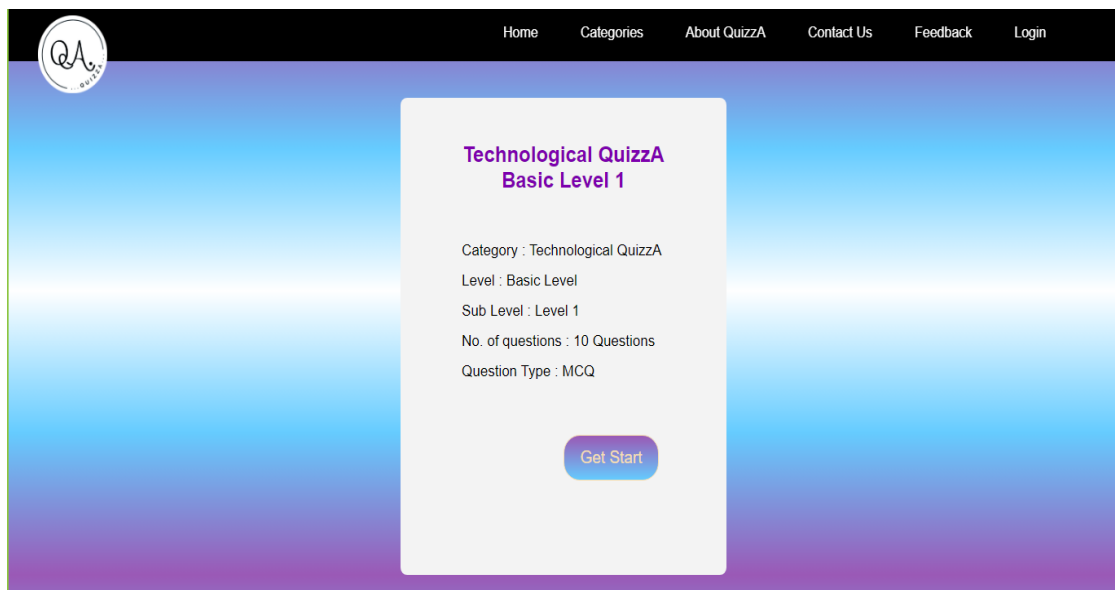 QA.
...QUIZZA...
Home Categories About QuizzA Contact Us Feedback Login
Technological QuizzA
Basic Level 1
Category : Technological QuizzA
Level : Basic Level
Sub Level : Level 1
No. of questions : 10 Questions
Question Type : MCQ
Get Start